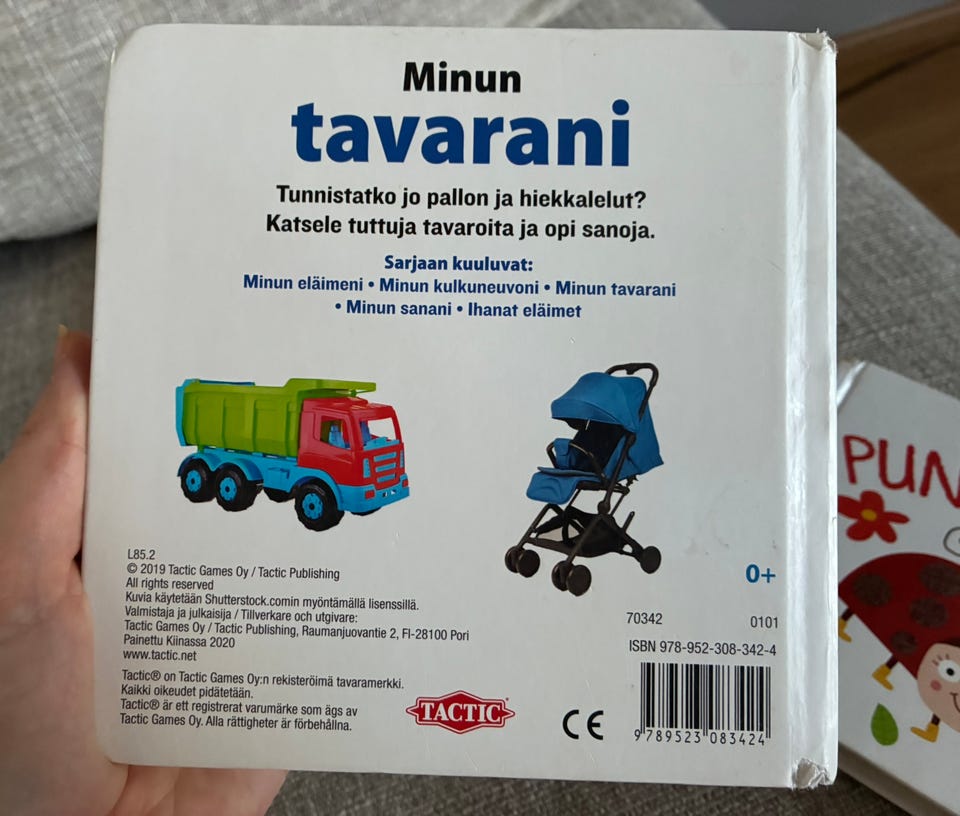 Minun
tavarani
Tunnistatko jo pallon ja hiekkalelut?
Katsele tuttuja tavaroita ja opi sanoja.
Sarjaan kuuluvat:
Minun eläimeni • Minun kulkuneuvoni • Minun tavarani
• Minun sanani • Ihanat eläimet
L85.2
© 2019 Tactic Games Oy / Tactic Publishing
All rights reserved
Kuvia käytetään Shutterstock.comin myöntämällä lisenssillä.
Valmistaja ja julkaisija / Tillverkare och utgivare:
Tactic Games Oy / Tactic Publishing, Raumanjuovantie 2, FI-28100 Pori
Painettu Kiinassa 2020
www.tactic.net
Tactic® on Tactic Games Oy:n rekisteröimä tavaramerkki.
Kaikki oikeudet pidätetään.
Tactic® är ett registrerat varumärke som ägs av
Tactic Games Oy. Alla rättigheter är förbehållna.
TACTIC
CE
0+
70342 0101
ISBN 978-952-308-342-4
9 789523 083424
PUN